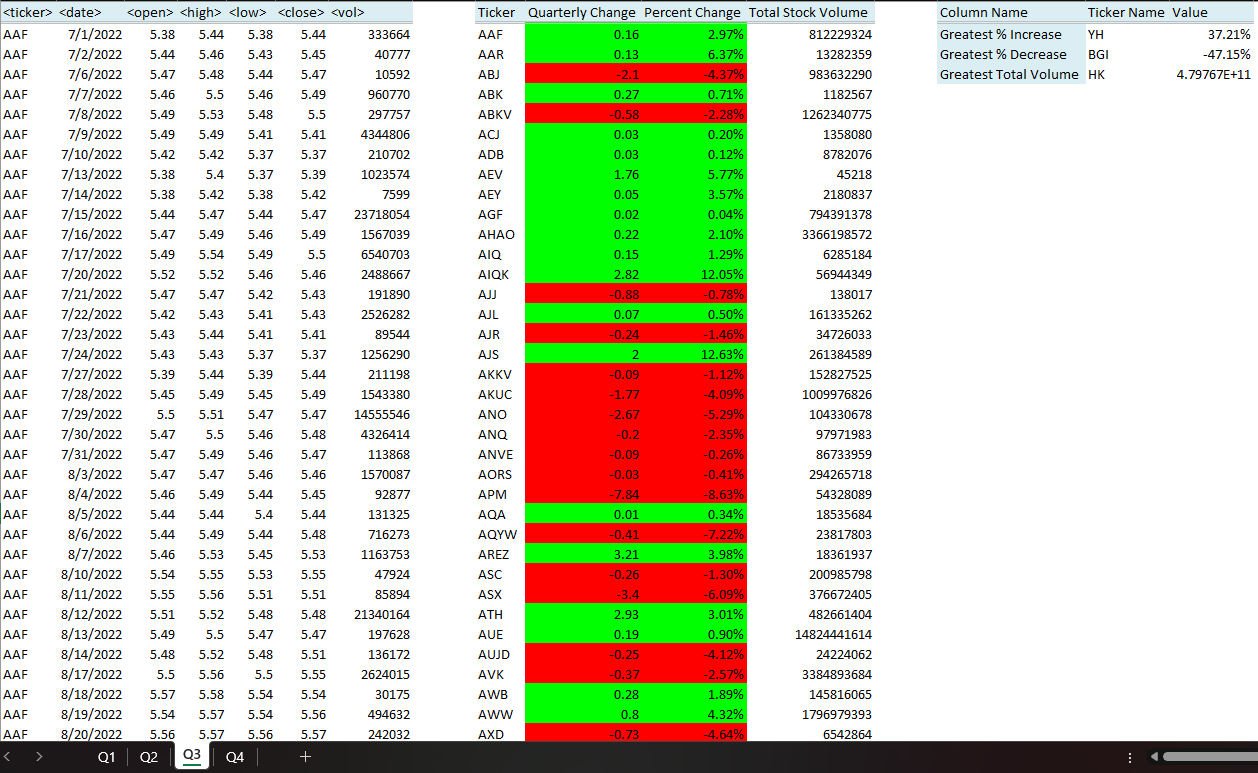 <ticker> <date> <open> <high> <low> <close> <vol> Ticker Quarterly Change Percent Change Total Stock Volume Column Name Ticker Name Value
AAF 7/1/2022 5.38 5.44 5.38 5.44 333664 AAF 0.16 2.97% 812229324 Greatest % Increase YH 37.21%
AAF 7/2/2022 5.44 5.46 5.43 5.45 40777 AAR 0.13 6.37% 13282359 Greatest % Decrease BGI -47.15%
AAF 7/6/2022 5.47 5.48 5.44 5.47 10592 ABJ -2.1 -4.37% 983632290 Greatest Total Volume HK 4.79767E+11
AAF 7/7/2022 5.46 5.5 5.46 5.49 960770 ABK 0.27 0.71% 1182567
AAF 7/8/2022 5.49 5.53 5.48 5.5 297757 ABKV -0.58 -2.28% 1262340775
AAF 7/9/2022 5.49 5.49 5.41 5.41 4344806 ACJ 0.03 0.20% 1358080
AAF 7/10/2022 5.42 5.42 5.37 5.37 210702 ADB 0.03 0.12% 8782076
AAF 7/13/2022 5.38 5.4 5.37 5.39 1023574 AEV 1.76 5.77% 45218
AAF 7/14/2022 5.38 5.42 5.38 5.42 7599 AEY 0.05 3.57% 2180837
AAF 7/15/2022 5.44 5.47 5.44 5.47 23718054 AGF 0.02 0.04% 794391378
AAF 7/16/2022 5.47 5.49 5.46 5.49 1567039 AHAO 0.22 2.10% 3366198572
AAF 7/17/2022 5.49 5.54 5.49 5.5 6540703 AIQ 0.15 1.29% 6285184
AAF 7/20/2022 5.52 5.52 5.46 5.46 2488667 AIQK 2.82 12.05% 56944349
AAF 7/21/2022 5.47 5.47 5.42 5.43 191890 AJJ -0.88 -0.78% 138017
AAF 7/22/2022 5.42 5.43 5.41 5.43 2526282 AJL 0.07 0.50% 161335262
AAF 7/23/2022 5.43 5.44 5.41 5.41 89544 AJR -0.24 -1.46% 34726033
AAF 7/24/2022 5.43 5.43 5.37 5.37 1256290 AJS 2 12.63% 261384589
AAF 7/27/2022 5.39 5.44 5.39 5.44 211198 AKKV -0.09 -1.12% 152827525
AAF 7/28/2022 5.45 5.49 5.45 5.49 1543380 AKUC -1.77 -4.09% 1009976826
AAF 7/29/2022 5.5 5.51 5.47 5.47 14555546 ANO -2.67 -5.29% 104330678
AAF 7/30/2022 5.47 5.5 5.46 5.48 4326414 ANQ -0.2 -2.35% 97971983
AAF 7/31/2022 5.47 5.49 5.46 5.47 113868 ANVE -0.09 -0.26% 86733959
AAF 8/3/2022 5.47 5.47 5.46 5.46 1570087 AORS -0.03 -0.41% 294265718
AAF 8/4/2022 5.46 5.49 5.44 5.45 92877 APM -7.84 -8.63% 54328089
AAF 8/5/2022 5.44 5.44 5.4 5.44 131325 AQA 0.01 0.34% 18535684
AAF 8/6/2022 5.44 5.49 5.44 5.48 716273 AQYW -0.41 -7.22% 23817803
AAF 8/7/2022 5.46 5.53 5.45 5.53 1163753 AREZ 3.21 3.98% 18361937
AAF 8/10/2022 5.54 5.55 5.53 5.55 47924 ASC -0.26 -1.30% 200985798
AAF 8/11/2022 5.55 5.56 5.51 5.51 85894 ASX -3.4 -6.09% 376672405
AAF 8/12/2022 5.51 5.52 5.48 5.48 21340164 ATH 2.93 3.01% 482661404
AAF 8/13/2022 5.49 5.5 5.47 5.47 197628 AUE 0.19 0.90% 14824441614
AAF 8/14/2022 5.48 5.52 5.48 5.51 136172 AUJD -0.25 -4.12% 24224062
AAF 8/17/2022 5.5 5.56 5.5 5.55 2624015 AVK -0.37 -2.57% 3384893684
AAF 8/18/2022 5.57 5.58 5.54 5.54 30175 AWB 0.28 1.89% 145816065
AAF 8/19/2022 5.54 5.57 5.54 5.56 494632 AWW 0.8 4.32% 1796979393
AAF 8/20/2022 5.56 5.57 5.56 5.57 242032 AXD -0.73 -4.64% 6542864
Q1 Q2 Q3 Q4